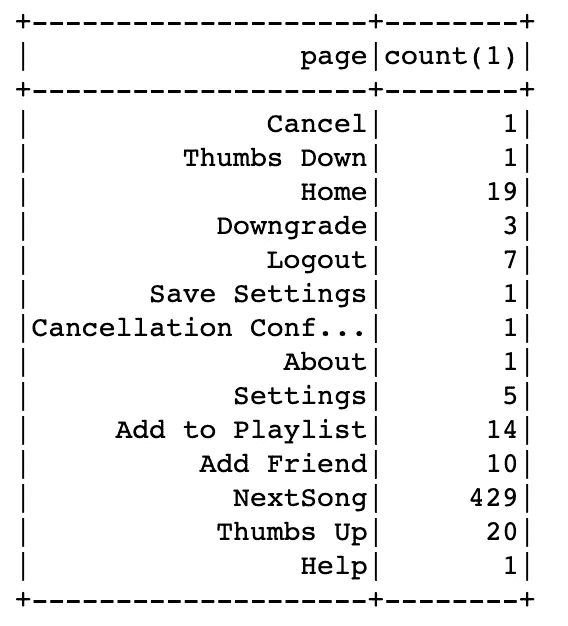 +--------------------+--------+
|                page|count(1)|
+--------------------+--------+
|              Cancel|       1|
|         Thumbs Down|       1|
|                Home|      19|
|           Downgrade|       3|
|              Logout|       7|
|       Save Settings|       1|
|Cancellation Conf...|       1|
|               About|       1|
|            Settings|       5|
|     Add to Playlist|      14|
|          Add Friend|      10|
|            NextSong|     429|
|           Thumbs Up|      20|
|                Help|       1|
+--------------------+--------+